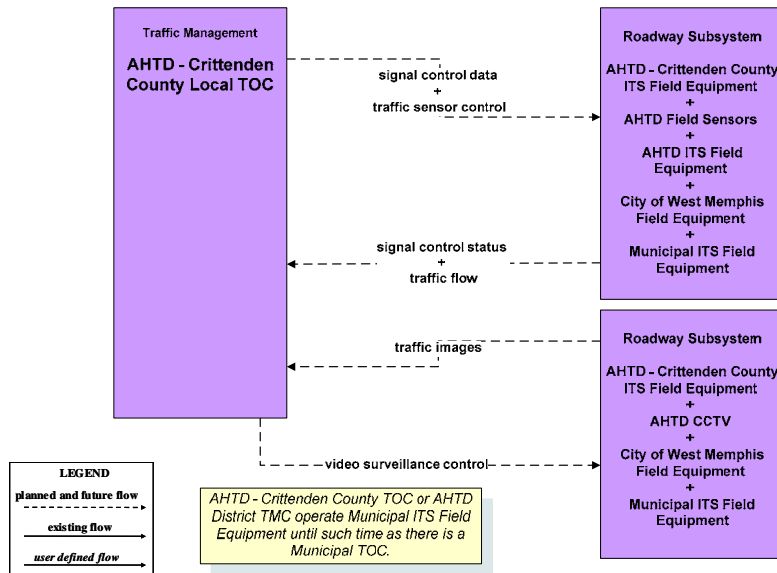 Traffic Management
AHTD - Crittenden
County Local TOC
signal control data
+
traffic sensor control
signal control status
+
traffic flow
traffic images
video surveillance control
Roadway Subsystem
AHTD - Crittenden County
ITS Field Equipment
+
AHTD Field Sensors
+
AHTD ITS Field
Equipment
+
City of West Memphis
Field Equipment
+
Municipal ITS Field
Equipment
Roadway Subsystem
AHTD - Crittenden County
ITS Field Equipment
+
AHTD CCTV
+
City of West Memphis
Field Equipment
+
Municipal ITS Field
Equipment
LEGEND
planned and future flow
existing flow
user defined flow
AHTD - Crittenden County TOC or AHTD
District TMC operate Municipal ITS Field
Equipment until such time as there is a
Municipal TOC.